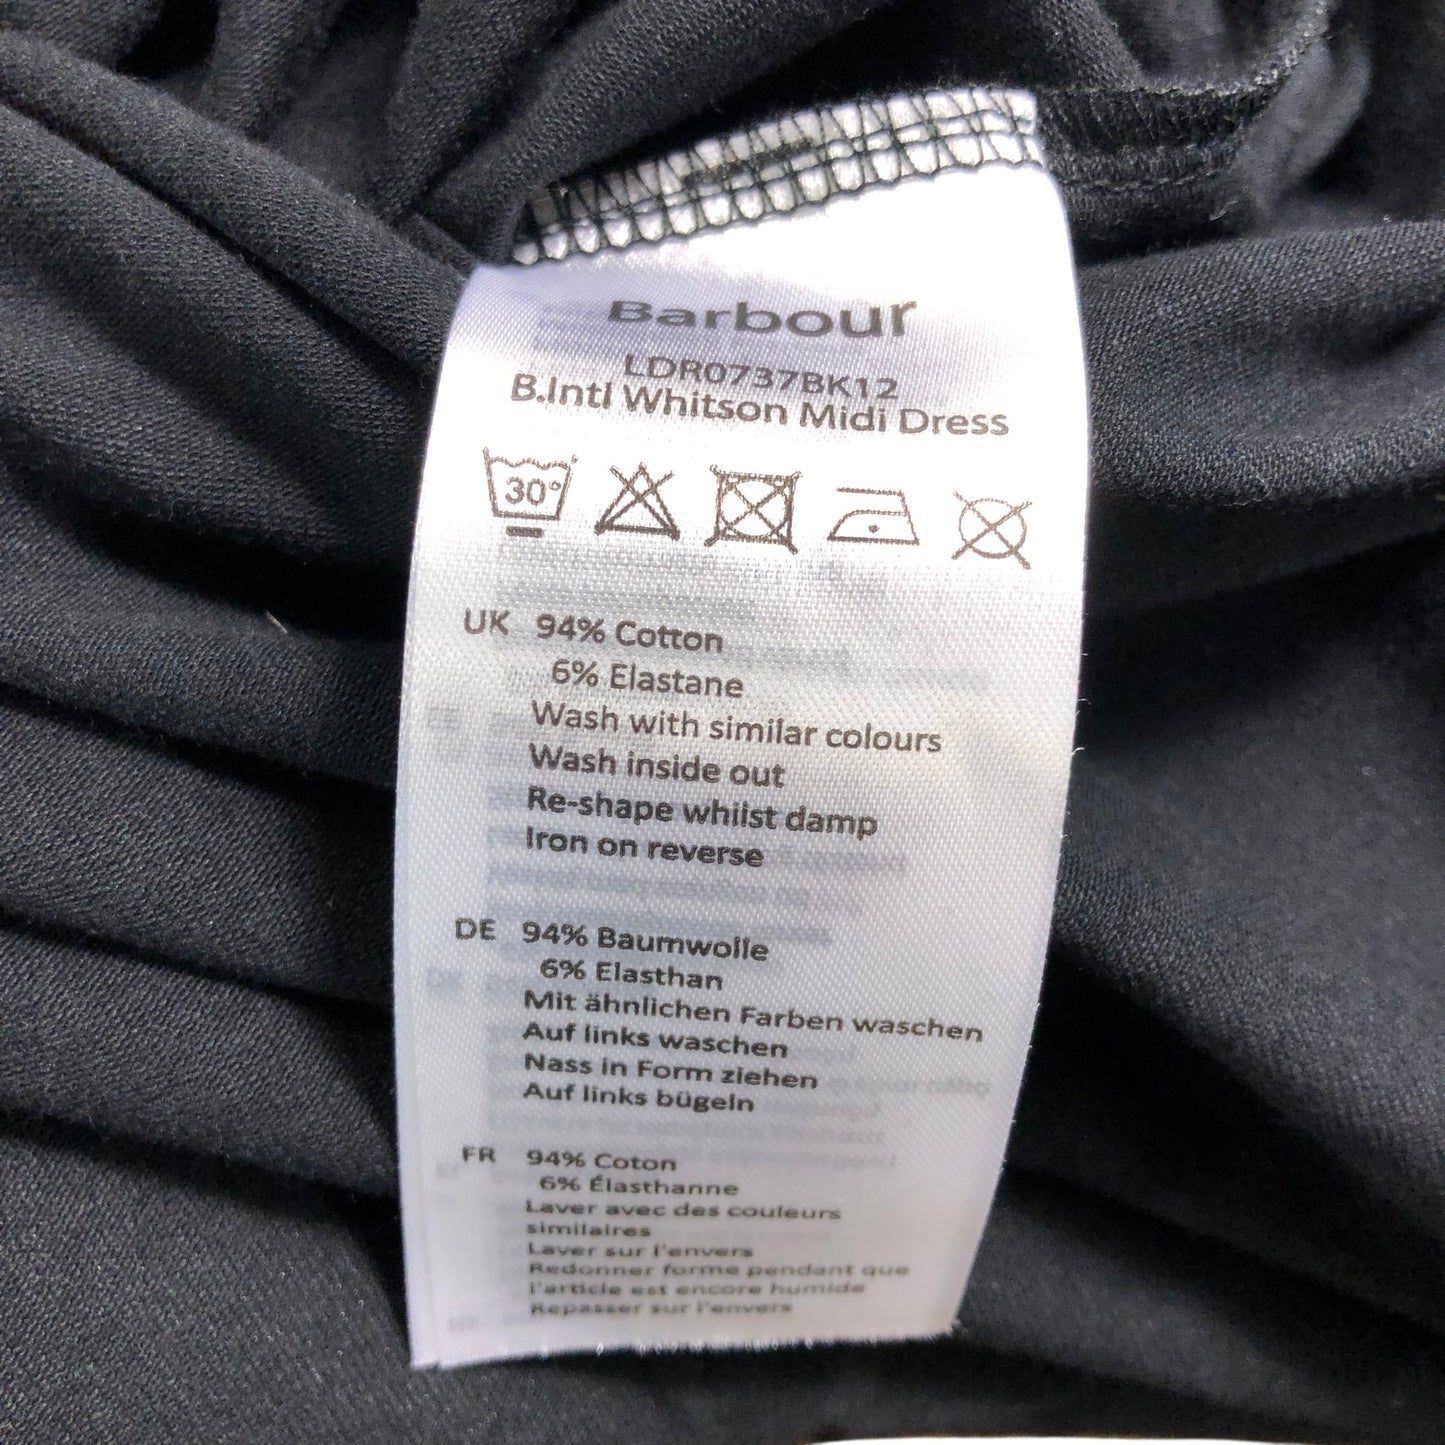 Barbour
LDR0737BK12
B.Intl Whitson Midi Dress
30°
UK 94% Cotton
6% Elastane
Wash with similar colours
Wash inside out
Re-shape whilst damp
Iron on reverse
DE 94% Baumwolle
6% Elasthan
Mit ähnlichen Farben waschen
Auf links waschen
Nass in Form ziehen
Auf links bügeln
FR 94% Coton
6% Élasthanne
Laver avec des couleurs
similaires
Laver sur l'envers
Redonner forme pendant que
l'article est encore humide
Repasser sur l'envers